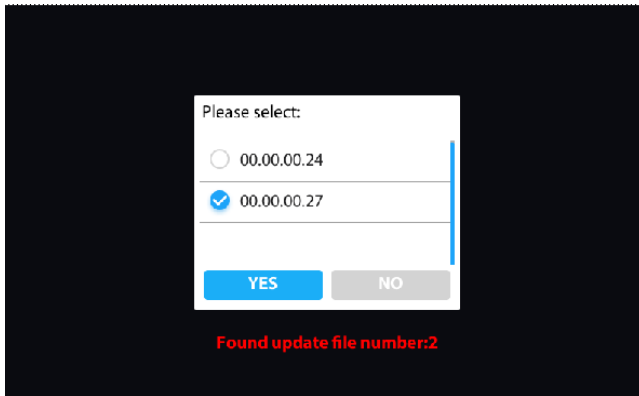 Please select:
00.00.00.24
00.00.00.27
YES
NO
Found update file number:2